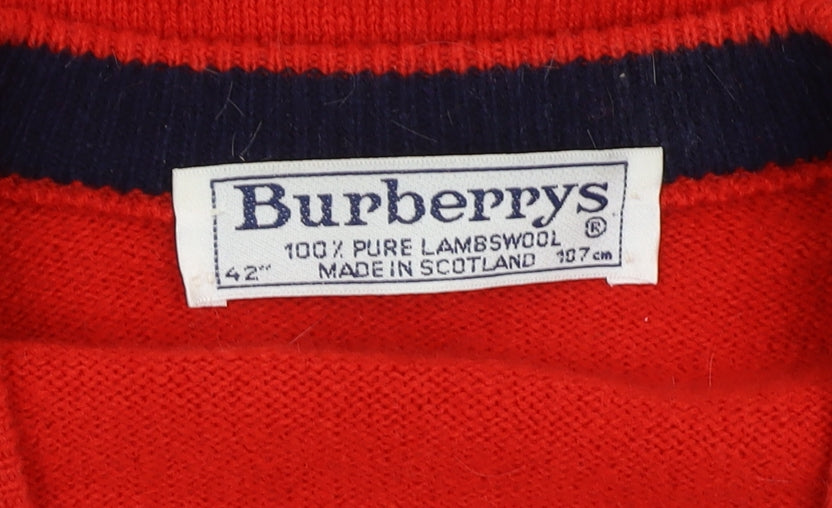 Burberrys
®
100% PURE LAMBSWOOL
42" MADE IN SCOTLAND 107cm